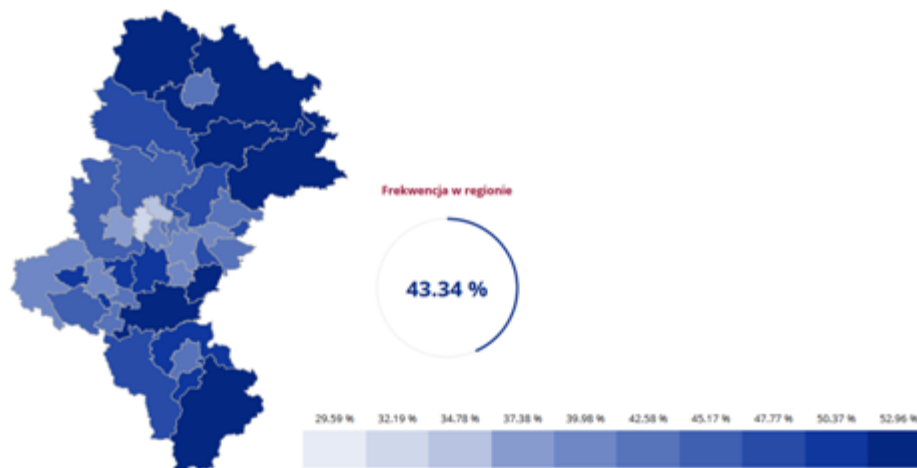 Frekwencja w regionie
43.34 %
29.59 % 32.19 % 34.78 % 37.38 % 39.98 % 42.58 % 45.17 % 47.77 % 50.37 % 52.96 %